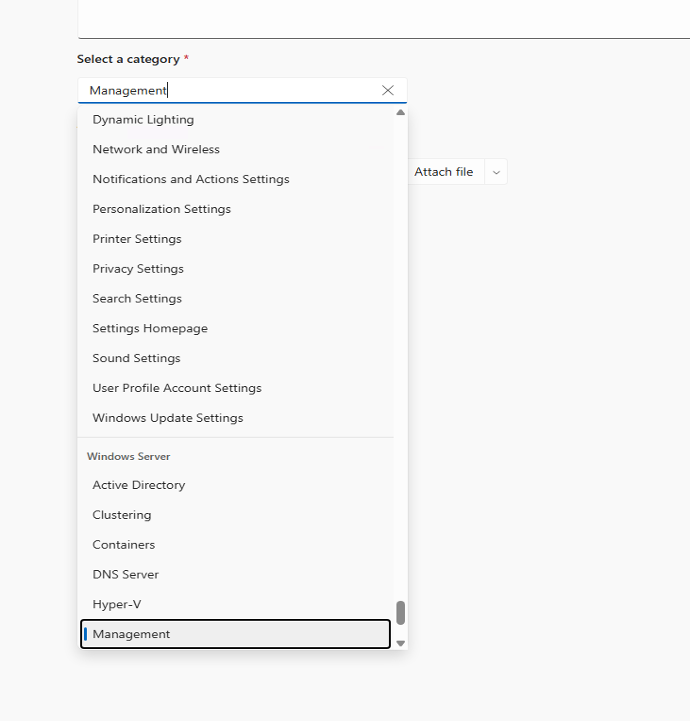 Select a category *
Management
Dynamic Lighting
Network and Wireless
Notifications and Actions Settings
Attach file
Personalization Settings
Printer Settings
Privacy Settings
Search Settings
Settings Homepage
Sound Settings
User Profile Account Settings
Windows Update Settings
Windows Server
Active Directory
Clustering
Containers
DNS Server
Hyper-V
Management